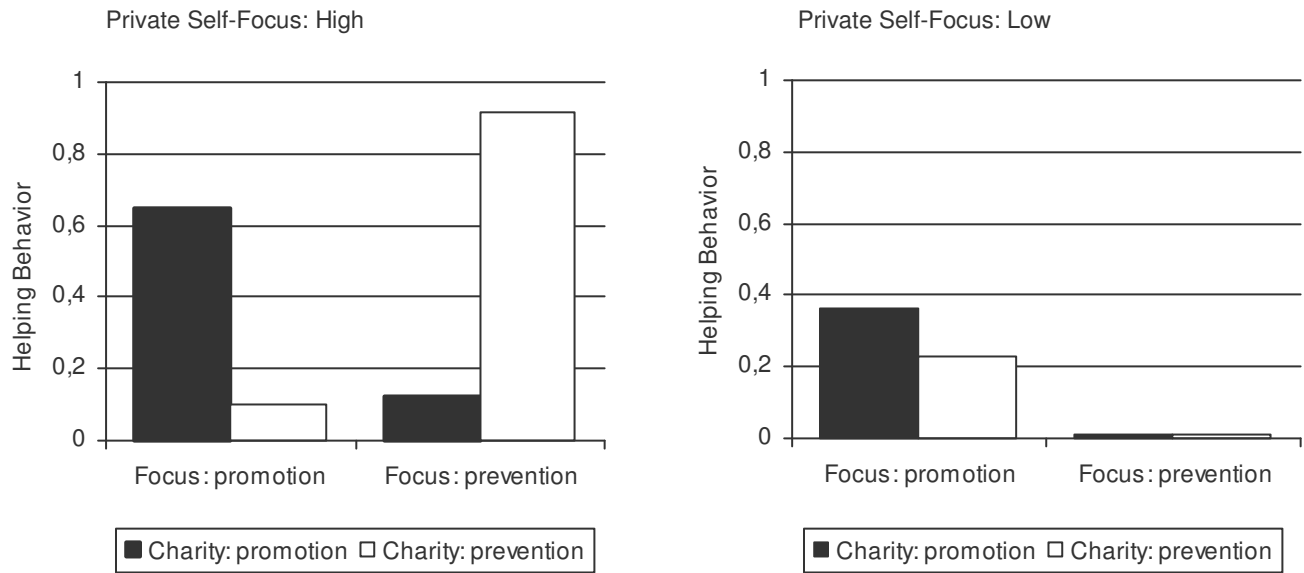 Private Self-Focus: High
1
0,8
0,6
0,4
0,2
0
Helping Behavior
Focus: promotion
Focus: prevention
Charity: promotion
Charity: prevention
Private Self-Focus: Low
1
0,8
0,6
0,4
0,2
0
Helping Behavior
Focus: promotion
Focus: prevention
Charity: promotion
Charity: prevention